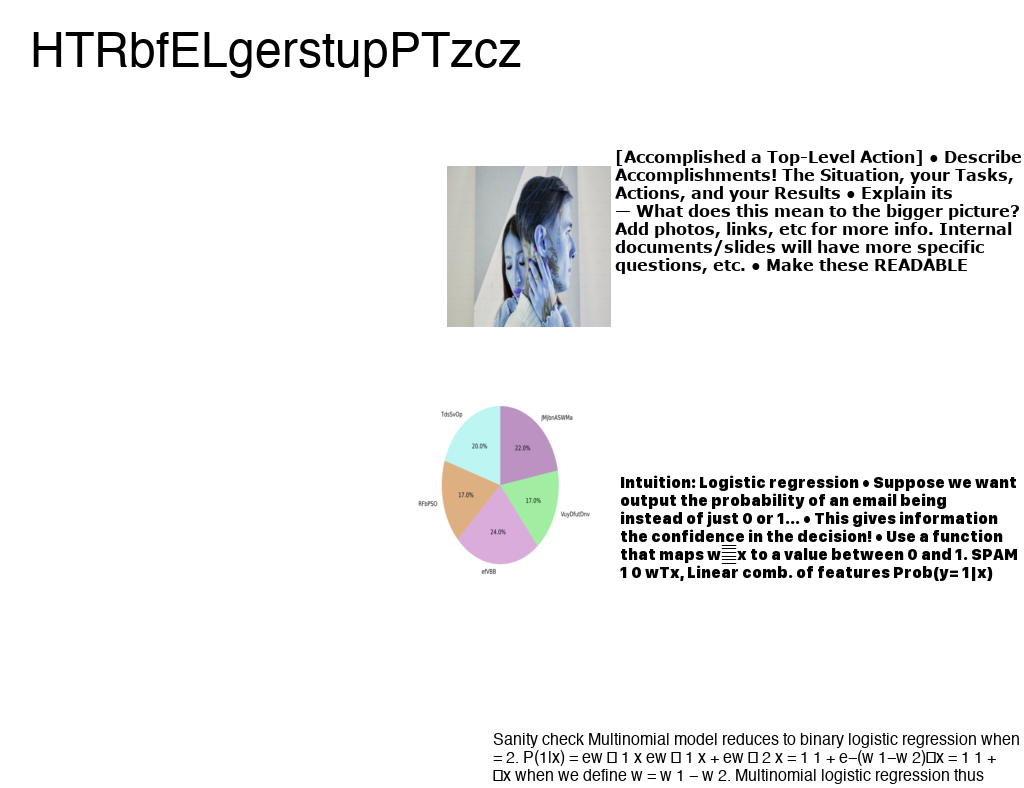 HTRbfELgerstupPTzcz
[Accomplished a Top-Level Action] ● Describe
Accomplishments! The Situation, your Tasks,
Actions, and your Results ● Explain its
— What does this mean to the bigger picture?
Add photos, links, etc for more info. Internal
documents/slides will have more specific
questions, etc. ● Make these READABLE
TdsSvOp
JMjbnASWMa
20.0%
22.0%
17.0%
17.0%
RFbPSO
VuyDfutDnv
24.0%
efVBB
Intuition: Logistic regression • Suppose we want
output the probability of an email being
instead of just 0 or 1... • This gives information
the confidence in the decision! • Use a function
that maps w x to a value between 0 and 1. SPAM
1 0 wTx, Linear comb. of features Prob(y= 1|x)
Sanity check Multinomial model reduces to binary logistic regression when
= 2. P(1|x) = ew □ 1 x ew □ 1 x + ew □ 2 x = 1 1 + e−(w 1−w 2)□x = 1 1 +
□x when we define w = w 1 − w 2. Multinomial logistic regression thus